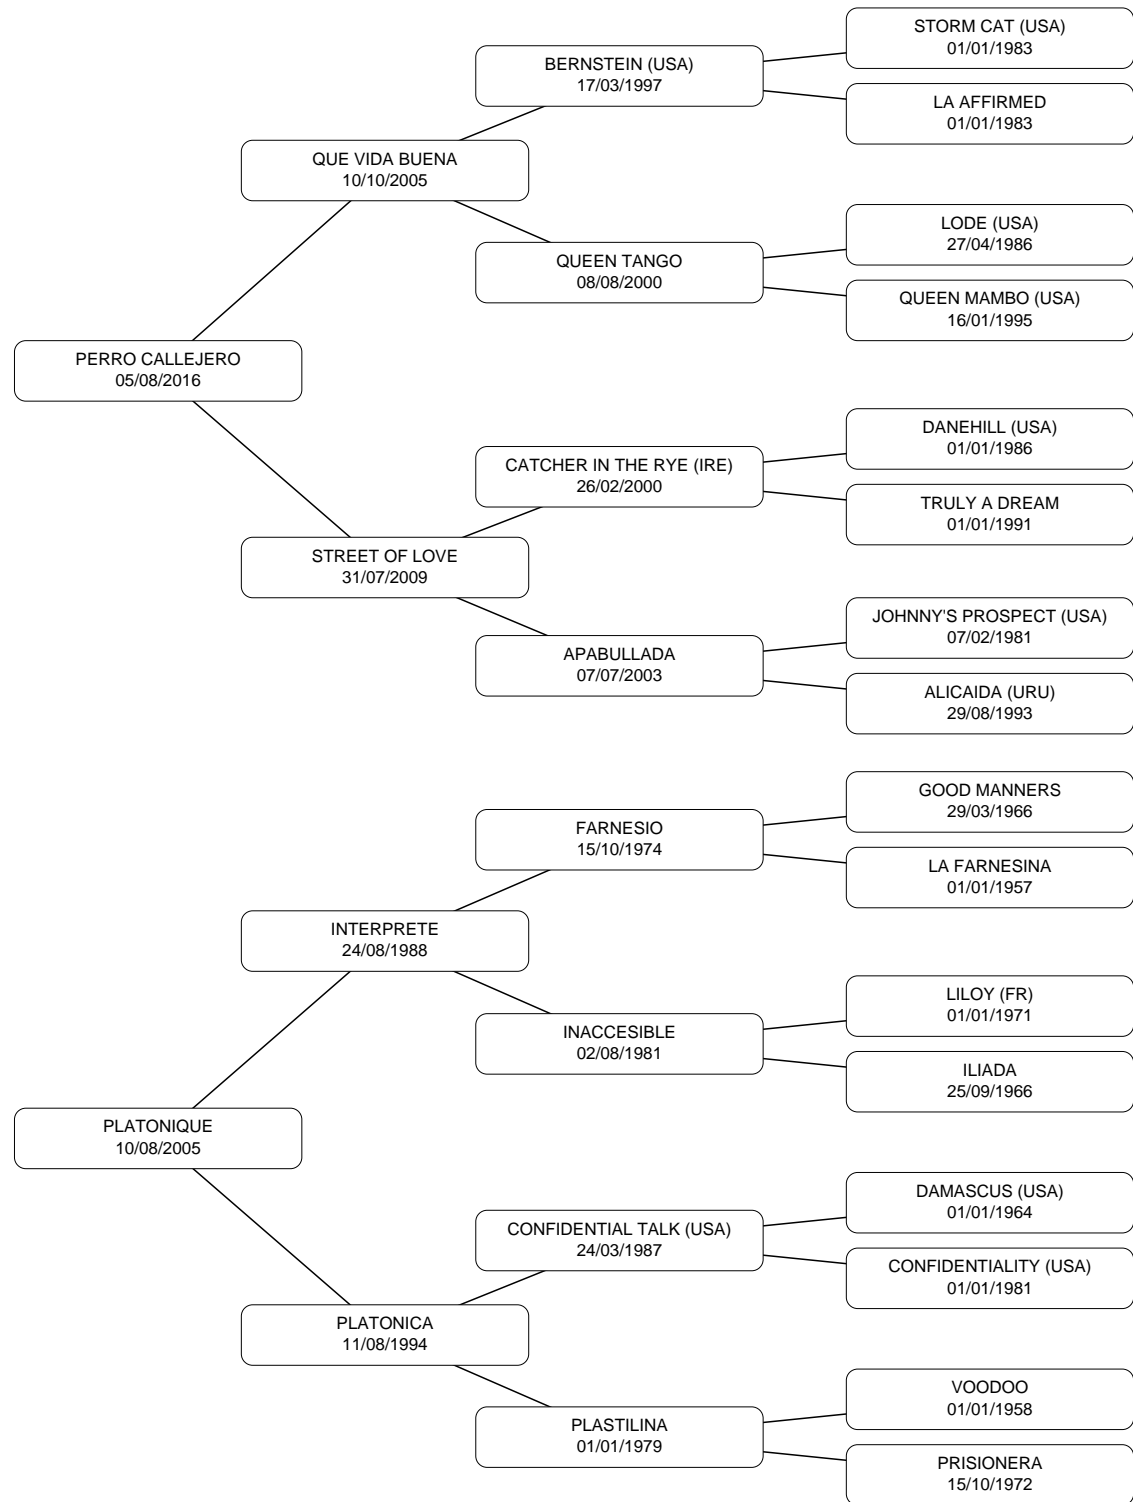 STORM CAT (USA)
01/01/1983
BERNSTEIN (USA)
17/03/1997
LA AFFIRMED
01/01/1983
QUE VIDA BUENA
10/10/2005
LODE (USA)
27/04/1986
QUEEN TANGO
08/08/2000
QUEEN MAMBO (USA)
16/01/1995
PERRO CALLEJERO
05/08/2016
DANEHILL (USA)
01/01/1986
CATCHER IN THE RYE (IRE)
26/02/2000
TRULY A DREAM
01/01/1991
STREET OF LOVE
31/07/2009
JOHNNY'S PROSPECT (USA)
07/02/1981
APABULLADA
07/07/2003
ALICAIDA (URU)
29/08/1993
GOOD MANNERS
29/03/1966
FARNESIO
15/10/1974
LA FARNESINA
01/01/1957
INTERPRETE
24/08/1988
LILOY (FR)
01/01/1971
INACCESIBLE
02/08/1981
ILIADA
25/09/1966
PLATONIQUE
10/08/2005
DAMASCUS (USA)
01/01/1964
CONFIDENTIAL TALK (USA)
24/03/1987
CONFIDENTIALITY (USA)
01/01/1981
PLATONICA
11/08/1994
VOODOO
01/01/1958
PLASTILINA
01/01/1979
PRISIONERA
15/10/1972